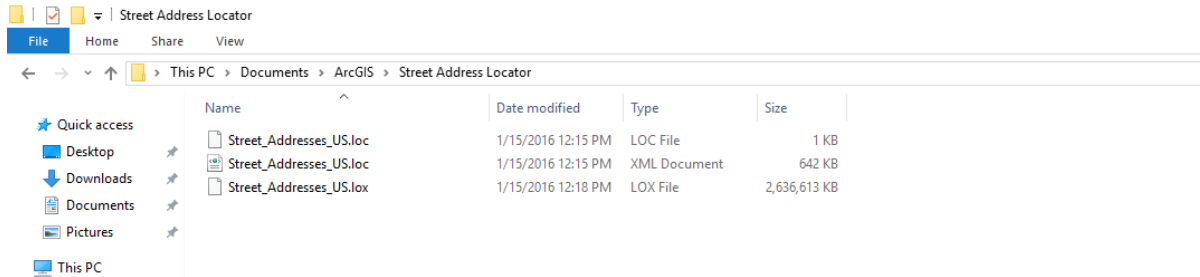 Street Address Locator
File Home Share View
This PC > Documents > ArcGIS > Street Address Locator
Name Date modified Type Size
Quick access
Desktop
Downloads
Documents
Pictures
This PC
Street_Addresses_US.loc 1/15/2016 12:15 PM LOC File 1 KB
Street_Addresses_US.loc 1/15/2016 12:15 PM XML Document 642 KB
Street_Addresses_US.lox 1/15/2016 12:18 PM LOX File 2,636,613 KB